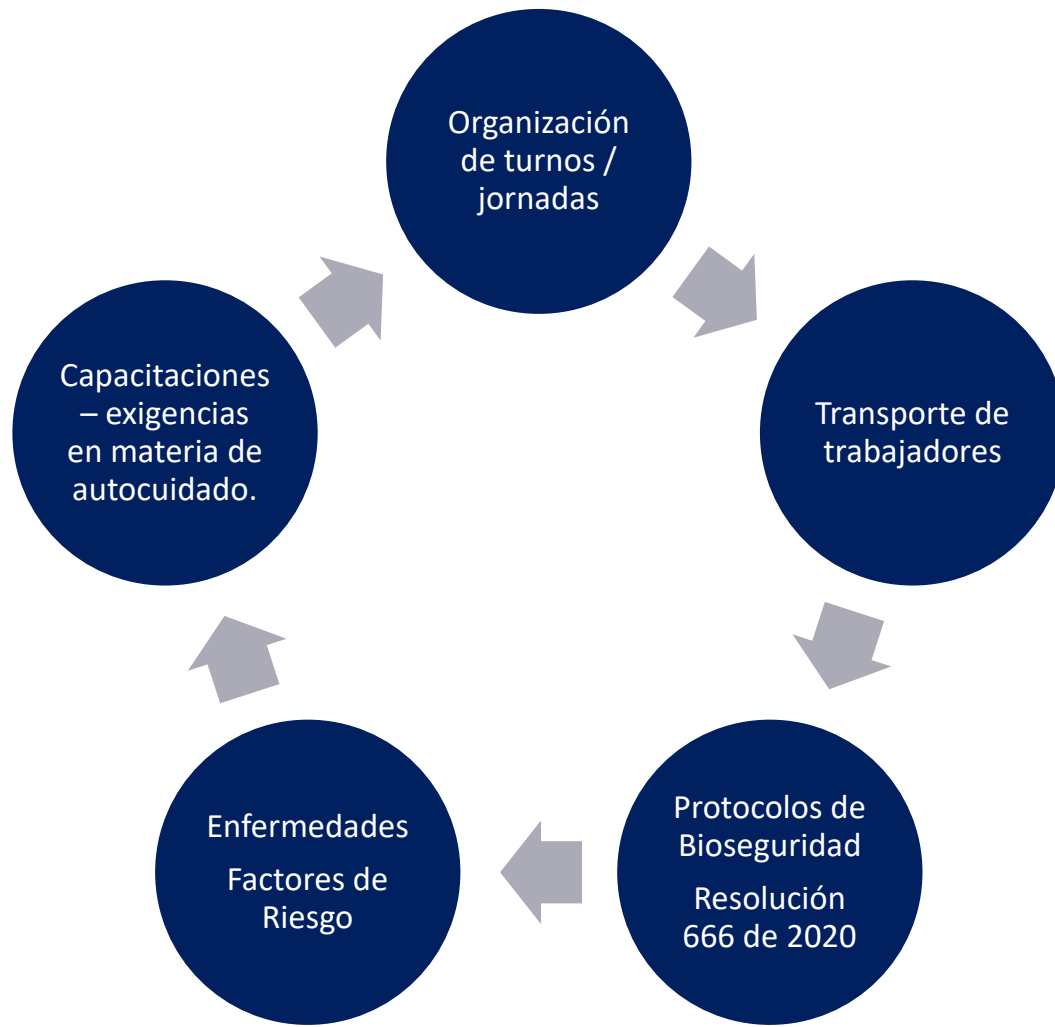 Organización
de turnos /
jornadas
Transporte de
trabajadores
Protocolos de
Bioseguridad
Resolución
666 de 2020
Enfermedades
Factores de
Riesgo
Capacitaciones
– exigencias
en materia de
autocuidado.